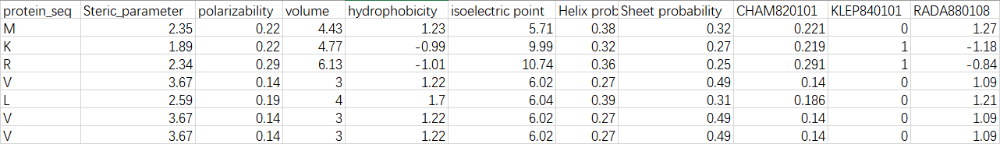 protein_seq Steric_parameter polarizability volume hydrophobicity isoelectric point Helix prob Sheet probability CHAM820101 KLEP840101 RADA880108
M 2.35 0.22 4.43 1.23 5.71 0.38 0.32 0.221 0 1.27
K 1.89 0.22 4.77 -0.99 9.99 0.32 0.27 0.219 1 -1.18
R 2.34 0.29 6.13 -1.01 10.74 0.36 0.25 0.291 1 -0.84
V 3.67 0.14 3 1.22 6.02 0.27 0.49 0.14 0 1.09
L 2.59 0.19 4 1.7 6.04 0.39 0.31 0.186 0 1.21
V 3.67 0.14 3 1.22 6.02 0.27 0.49 0.14 0 1.09
V 3.67 0.14 3 1.22 6.02 0.27 0.49 0.14 0 1.09